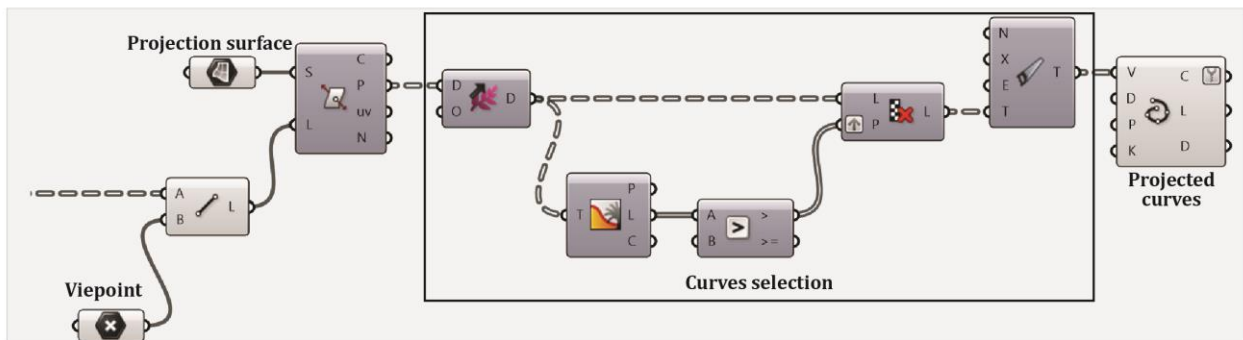 Projection surface
S
L
C
P
uv
N
A
B
L
Viepoint
D
O
D
T
P
L
C
A
B
>
>=
>
L
P
L
Curves selection
N
X
E
T
T
V
D
P
K
C
L
D
Projected
curves